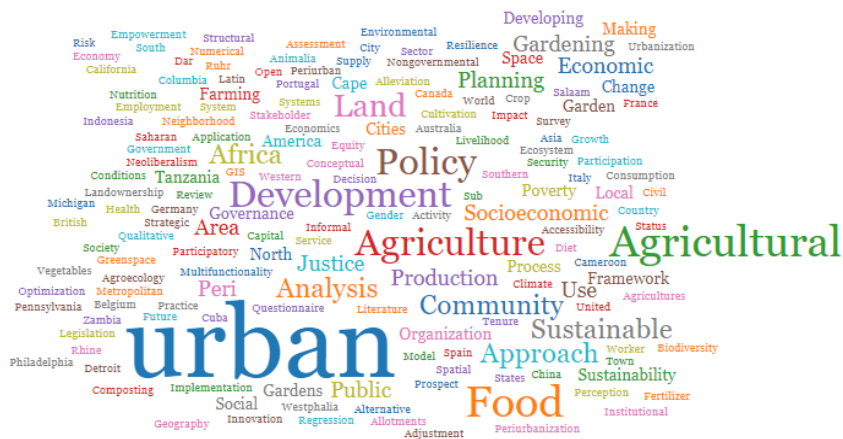 Developing
Making
Empowerment Structural Environmental
Risk South Numerical Assessment City Sector Resilience Gardening Urbanization
Economy Dar Ruhr Animalia Supply Nongovernmental Space Economic
California Columbia Latin Open Periurban
Portugal Cape Alleviation Planning Change
Nutrition Farming Canada World Crop Salaam
Employment System Systems Land Cultivation Impact Garden France
Indonesia Neighborhood Stakeholder Survey
Saharan Application Economics Cities Australia Livelihood Asia Growth
Government Africa America Equity Ecosystem
Neoliberalism Conceptual Policy Security Participation
Conditions Tanzania GIS Western Decision Southern Italy Consumption
Landownership Review Development Sub Poverty Local Civil
Michigan Health Germany Governance Gender Activity Socioeconomic Country
British Strategic Area Capital Informal Accessibility Status
Qualitative Service Agriculture Diet Agricultural
Society Participatory North
Greenspace Justice Process Cameroon
Vegetables Agroecology Multifunctionality Production Climate Framework
Optimization Metropolitan Peri Analysis Use Agricultures
Pennsylvania Belgium Practice Questionnaire Literature Community United
Zambia Future Cuba Tenure
Legislation urban Organization Sustainable
Rhine Model Spain Approach Worker Biodiversity
Philadelphia Detroit Spatial Town
States China Sustainability
Composting Implementation Gardens Public Prospect Perception Fertilizer
Social Westphalia Alternative Food Institutional
Innovation Regression Allotments
Geography Adjustment Periurbanization